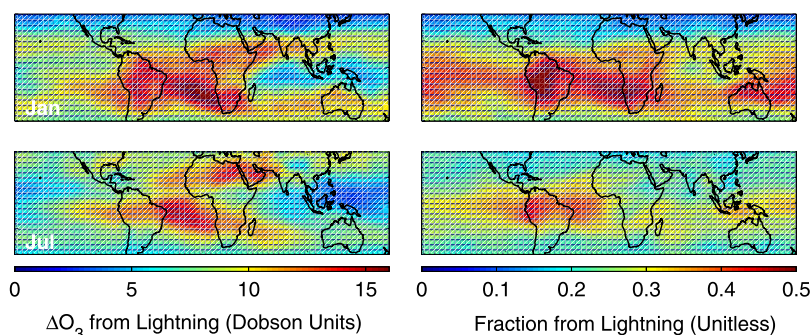 Jan
Jul
0 5 10 15
0 0.1 0.2 0.3 0.4 0.5
ΔO₃ from Lightning (Dobson Units)
Fraction from Lightning (Unitless)